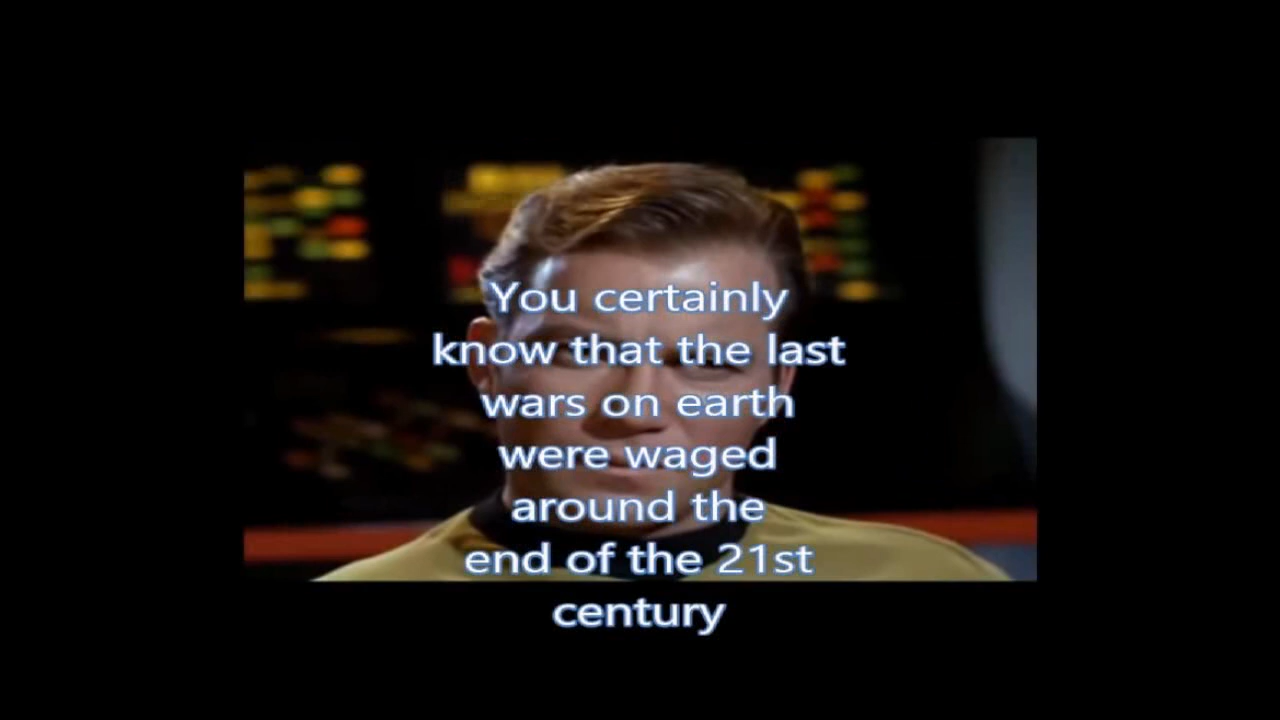 You certainly
know that the last
wars on earth
were waged
around the
end of the 21st
century